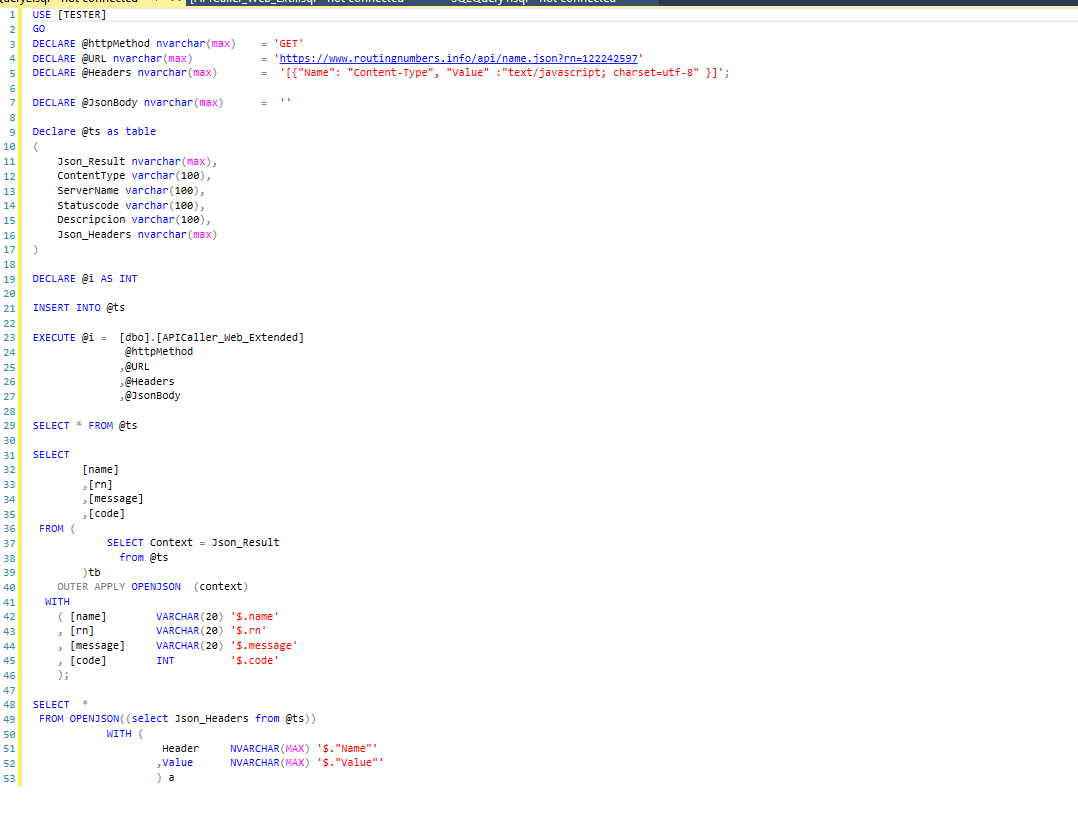 not connected
not connected
not connected
1 USE [TESTER]
2 GO
3 DECLARE @httpMethod nvarchar(max) = 'GET'
4 DECLARE @URL nvarchar(max) = 'https://www.routingnumbers.info/api/name.json?rn=122242597'
5 DECLARE @Headers nvarchar(max) = '[{"Name": "Content-Type", "Value" :"text/javascript; charset=utf-8" }]';
6
7 DECLARE @JsonBody nvarchar(max) = ''
8
9 Declare @ts as table
10 (
11 Json_Result nvarchar(max),
12 ContentType varchar(100),
13 ServerName varchar(100),
14 Statuscode varchar(100),
15 Descripcion varchar(100),
16 Json_Headers nvarchar(max)
17 )
18
19 DECLARE @i AS INT
20
21 INSERT INTO @ts
22
23 EXECUTE @i = [dbo].[APICaller_Web_Extended]
24 @httpMethod
25 ,@URL
26 ,@Headers
27 ,@JsonBody
28
29 SELECT * FROM @ts
30
31 SELECT
32 [name]
33 ,[rn]
34 ,[message]
35 ,[code]
36 FROM (
37 SELECT Context = Json_Result
38 from @ts
39 )tb
40 OUTER APPLY OPENJSON (context)
41 WITH
42 ( [name] VARCHAR(20) '$.name'
43 , [rn] VARCHAR(20) '$.rn'
44 , [message] VARCHAR(20) '$.message'
45 , [code] INT '$.code'
46 );
47
48 SELECT *
49 FROM OPENJSON((select Json_Headers from @ts))
50 WITH (
51 Header NVARCHAR(MAX) '$."Name"'
52 ,Value NVARCHAR(MAX) '$."Value"'
53 ) a